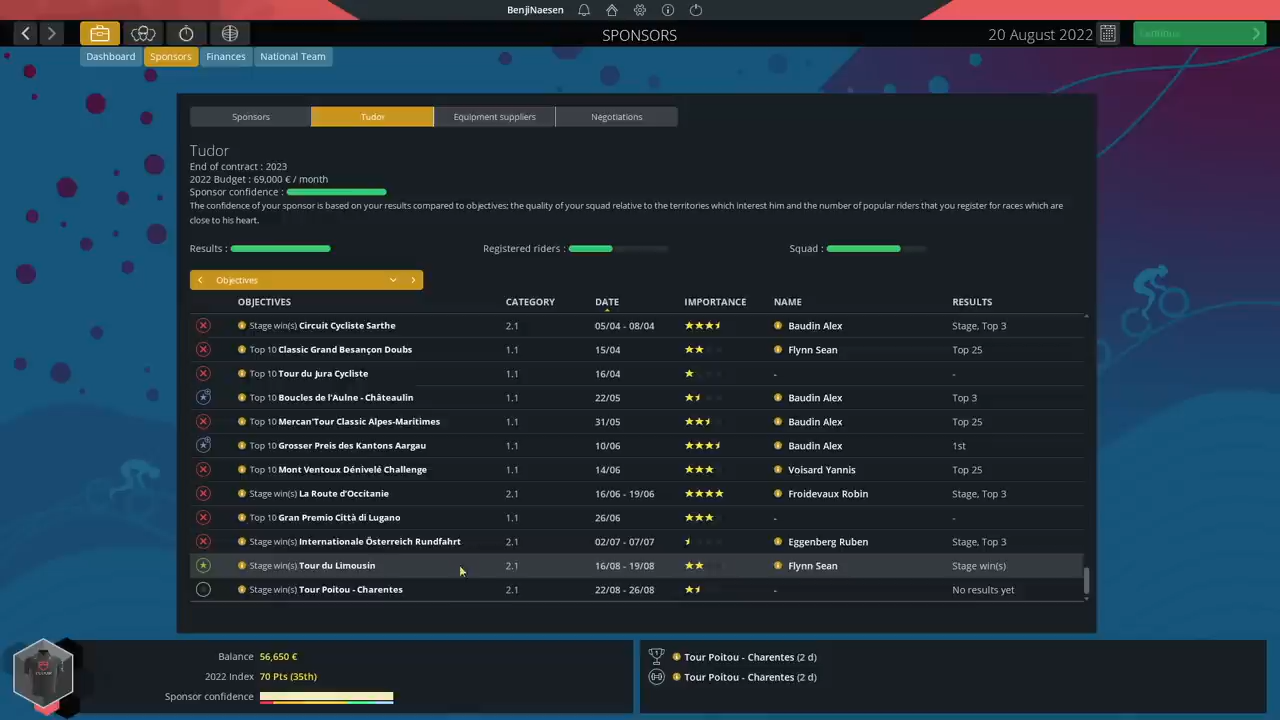 BenjiNaesen
SPONSORS
20 August 2022
Continue
Dashboard
Sponsors
Finances
National Team
Sponsors
Tudor
Equipment suppliers
Negotiations
Tudor
End of contract : 2023
2022 Budget : 69,000 € / month
Sponsor confidence :
The confidence of your sponsor is based on your results compared to objectives; the quality of your squad relative to the territories which interest him and the number of popular riders that you register for races which are
close to his heart.
Results :
Registered riders :
Squad :
Objectives
OBJECTIVES CATEGORY DATE IMPORTANCE NAME RESULTS
Stage win(s) Circuit Cycliste Sarthe 2.1 05/04 - 08/04 Baudin Alex Stage, Top 3
Top 10 Classic Grand Besançon Doubs 1.1 15/04 Flynn Sean Top 25
Top 10 Tour du Jura Cycliste 1.1 16/04 - -
Top 10 Boucles de l'Aulne - Châteaulin 1.1 22/05 Baudin Alex Top 3
Top 10 Mercan'Tour Classic Alpes-Maritimes 1.1 31/05 Baudin Alex Top 25
Top 10 Grosser Preis des Kantons Aargau 1.1 10/06 Baudin Alex 1st
Top 10 Mont Ventoux Dénivelé Challenge 1.1 14/06 Voisard Yannis Top 25
Stage win(s) La Route d'Occitanie 2.1 16/06 - 19/06 Froidevaux Robin Stage, Top 3
Top 10 Gran Premio Città di Lugano 1.1 26/06 - -
Stage win(s) Internationale Österreich Rundfahrt 2.1 02/07 - 07/07 Eggenberg Ruben Stage, Top 3
Stage win(s) Tour du Limousin 2.1 16/08 - 19/08 Flynn Sean Stage win(s)
Stage win(s) Tour Poitou - Charentes 2.1 22/08 - 26/08 - No results yet
Balance 56,650 €
2022 Index 70 Pts (35th)
Sponsor confidence
Tour Poitou - Charentes (2 d)
Tour Poitou - Charentes (2 d)